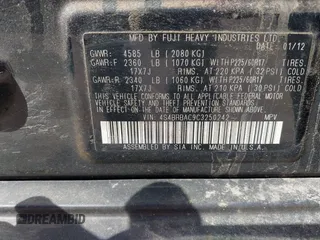 MFD. BY FUJI HEAVY INDUSTRIES LTD.
DATE 01/12
GVWR: 4585 LB (2080 KG)
GAWR:F 2360 LB (1070 KG) WITH P225/60R17 TIRES.
17X7J RIMS. AT 220 KPA (32 PSI) COLD
GAWR:R 2340 LB (1060 KG) WITH P225/60R17 TIRES.
17X7J RIMS. AT 210 KPA (30 PSI) COLD
THIS VEHICLE CONFORMS TO ALL APPLICABLE
FEDERAL MOTOR VEHICLE SAFETY STANDARDS IN
EFFECT ON THE DATE OF MANUFACTURE SHOWN
ABOVE.
VIN: 4S4BRBAC9C3250242 MPV
ASSEMBLED BY SIA INC. MADE IN U.S.A.
DREAMBID